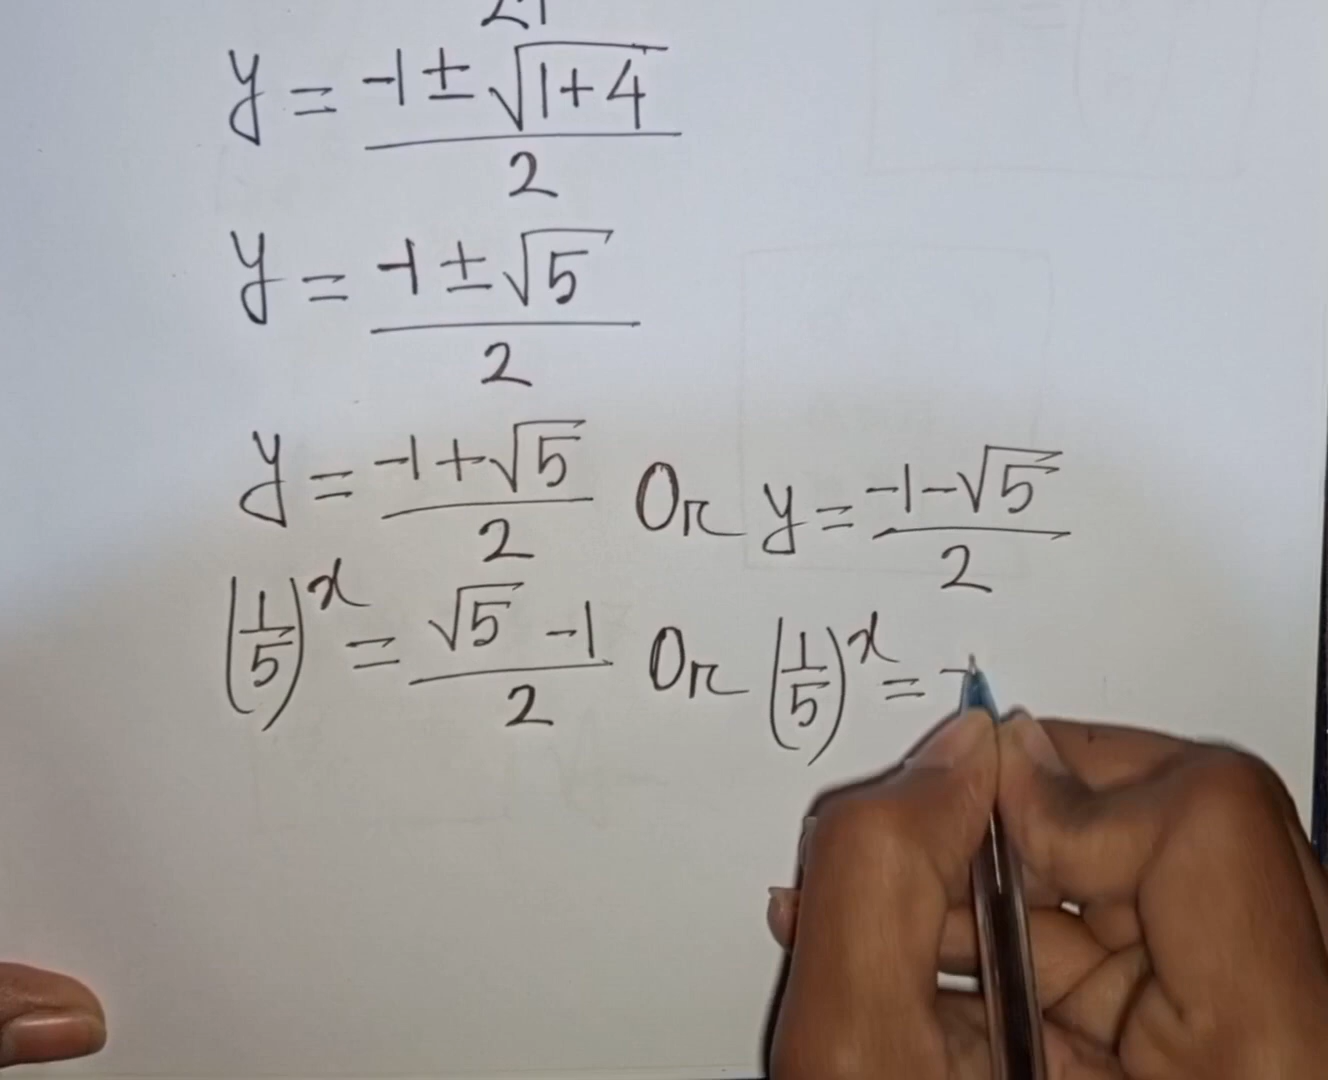 y = (-1 ± √(1+4))/2
y = (-1 ± √5)/2
y = (-1+√5)/2 Or y = (-1-√5)/2
(1/5)^x = (√5 -1)/2 Or (1/5)^x = -